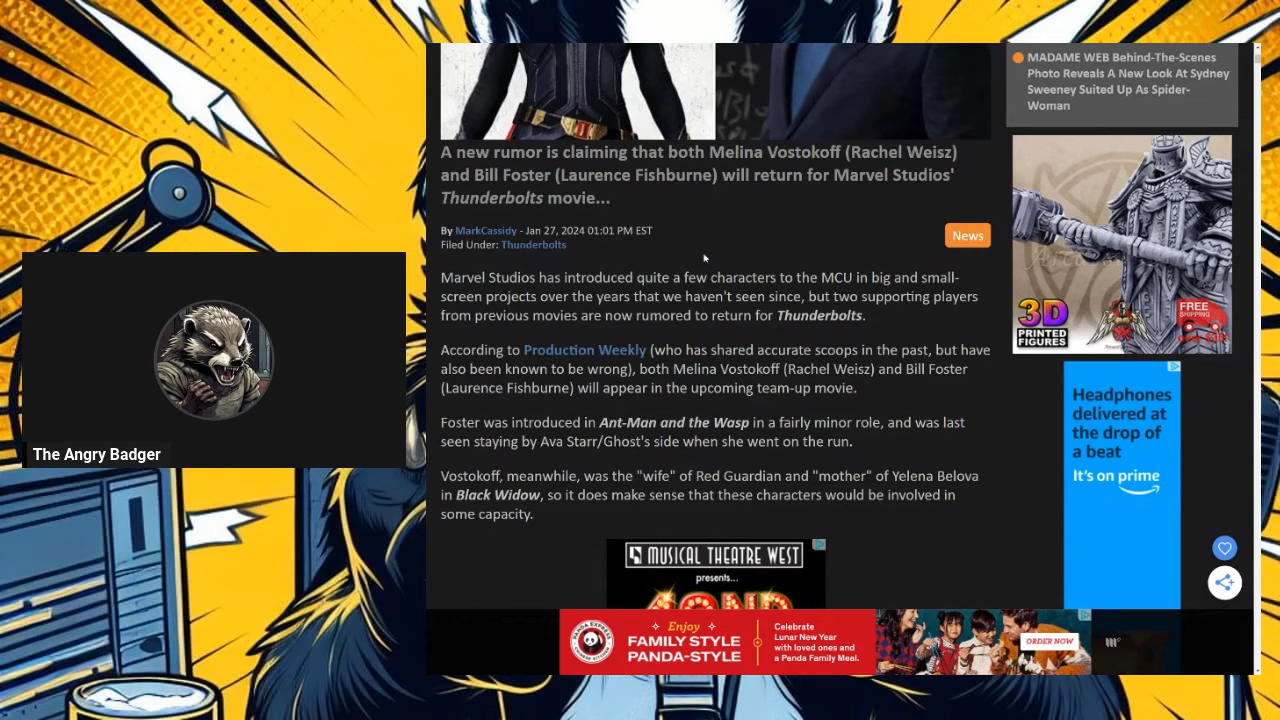 A new rumor is claiming that both Melina Vostokoff (Rachel Weisz)
and Bill Foster (Laurence Fishburne) will return for Marvel Studios'
Thunderbolts movie...
By MarkCassidy - Jan 27, 2024 01:01 PM EST
Filed Under: Thunderbolts
News
Marvel Studios has introduced quite a few characters to the MCU in big and small-
screen projects over the years that we haven't seen since, but two supporting players
from previous movies are now rumored to return for Thunderbolts.
According to Production Weekly (who has shared accurate scoops in the past, but have
also been known to be wrong), both Melina Vostokoff (Rachel Weisz) and Bill Foster
(Laurence Fishburne) will appear in the upcoming team-up movie.
Foster was introduced in Ant-Man and the Wasp in a fairly minor role, and was last
seen staying by Ava Starr/Ghost's side when she went on the run.
Vostokoff, meanwhile, was the "wife" of Red Guardian and "mother" of Yelena Belova
in Black Widow, so it does make sense that these characters would be involved in
some capacity.
MUSICAL THEATRE WEST
presents...
MADAME WEB Behind-The-Scenes
Photo Reveals A New Look At Sydney
Sweeney Suited Up As Spider-
Woman
3D
PRINTED
FIGURES
FREE
SHIPPING
Headphones
delivered at
the drop of
a beat
It's on prime
The Angry Badger
PANDA EXPRESS
Enjoy
FAMILY STYLE
PANDA-STYLE
Celebrate
Lunar New Year
with loved ones and
a Panda Family Meal.
ORDER NOW